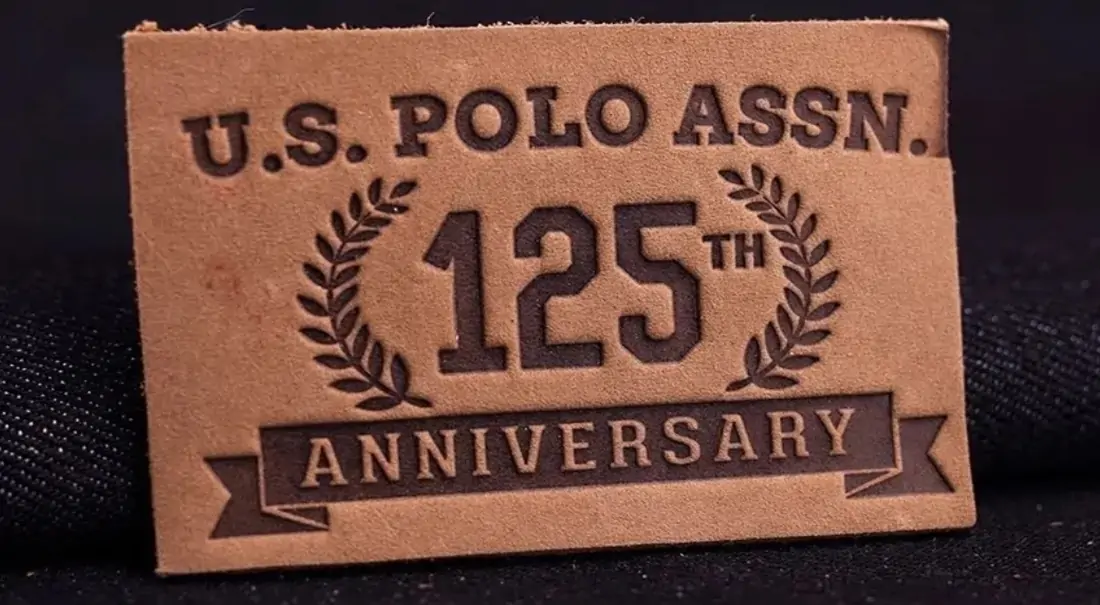 U.S. POLO ASSN.
125TH
ANNIVERSARY